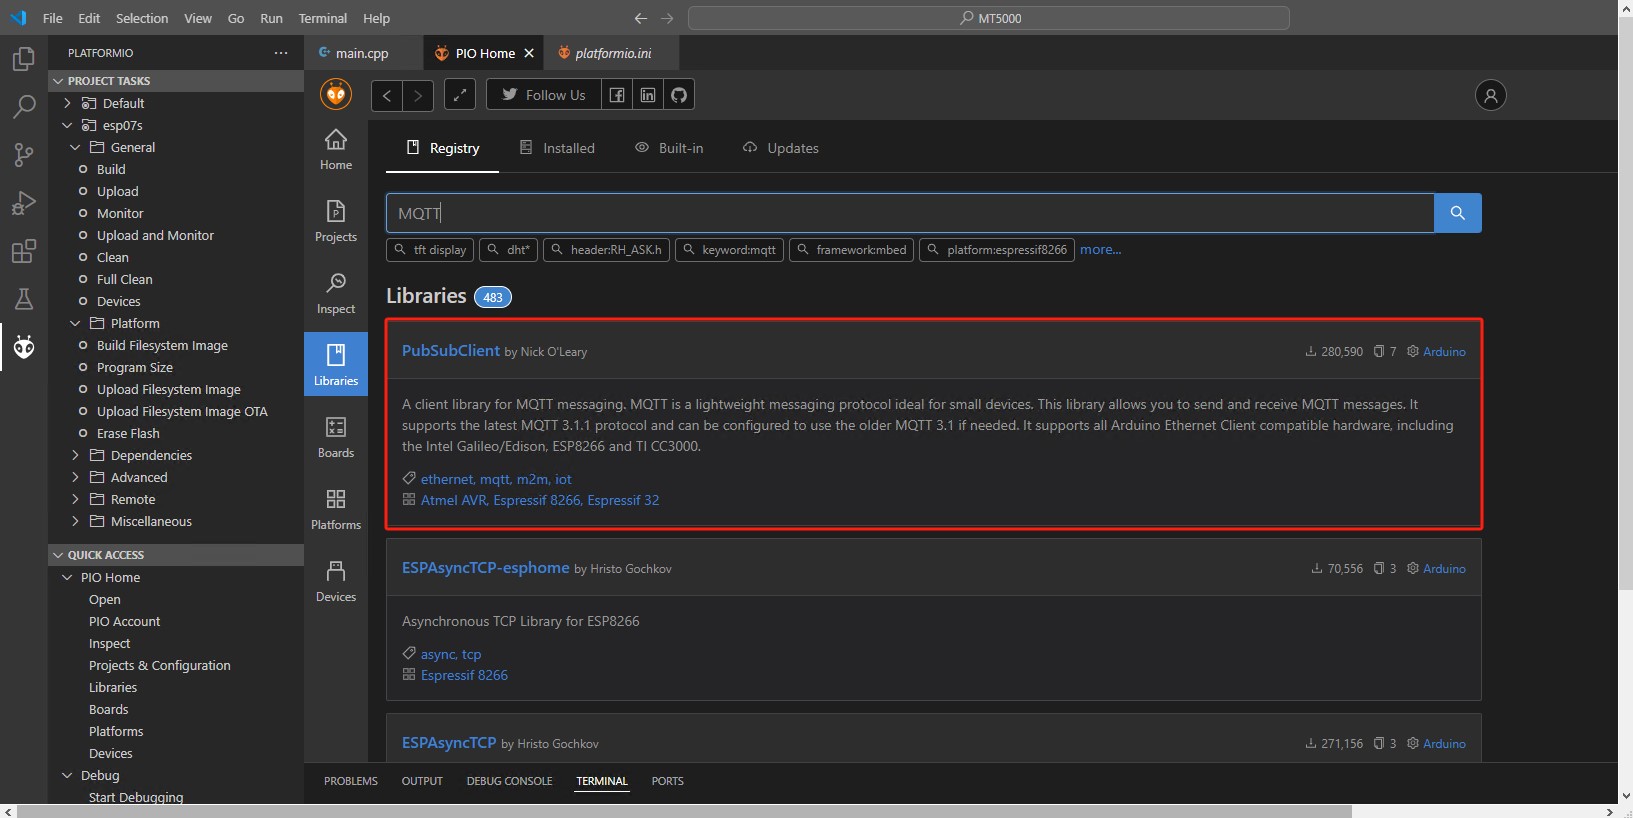 File Edit Selection View Go Run Terminal Help
MT5000
PLATFORMIO
main.cpp
PIO Home
platformio.ini
PROJECT TASKS
Default
esp07s
General
Build
Upload
Monitor
Upload and Monitor
Clean
Full Clean
Devices
Platform
Build Filesystem Image
Program Size
Upload Filesystem Image
Upload Filesystem Image OTA
Erase Flash
Dependencies
Advanced
Remote
Miscellaneous
QUICK ACCESS
PIO Home
Open
PIO Account
Inspect
Projects & Configuration
Libraries
Boards
Platforms
Devices
Debug
Start Debugging
Follow Us
Home
Projects
Inspect
Libraries
Boards
Platforms
Devices
Registry Installed Built-in Updates
MQTT
tft display dht* header:RH_ASK.h keyword:mqtt framework:mbed platform:espressif8266 more...
Libraries 483
PubSubClient by Nick O'Leary 280,590 7 Arduino
A client library for MQTT messaging. MQTT is a lightweight messaging protocol ideal for small devices. This library allows you to send and receive MQTT messages. It
supports the latest MQTT 3.1.1 protocol and can be configured to use the older MQTT 3.1 if needed. It supports all Arduino Ethernet Client compatible hardware, including
the Intel Galileo/Edison, ESP8266 and TI CC3000.
ethernet, mqtt, m2m, iot
Atmel AVR, Espressif 8266, Espressif 32
ESPAsyncTCP-esphome by Hristo Gochkov 70,556 3 Arduino
Asynchronous TCP Library for ESP8266
async, tcp
Espressif 8266
ESPAsyncTCP by Hristo Gochkov 271,156 3 Arduino
PROBLEMS OUTPUT DEBUG CONSOLE TERMINAL PORTS